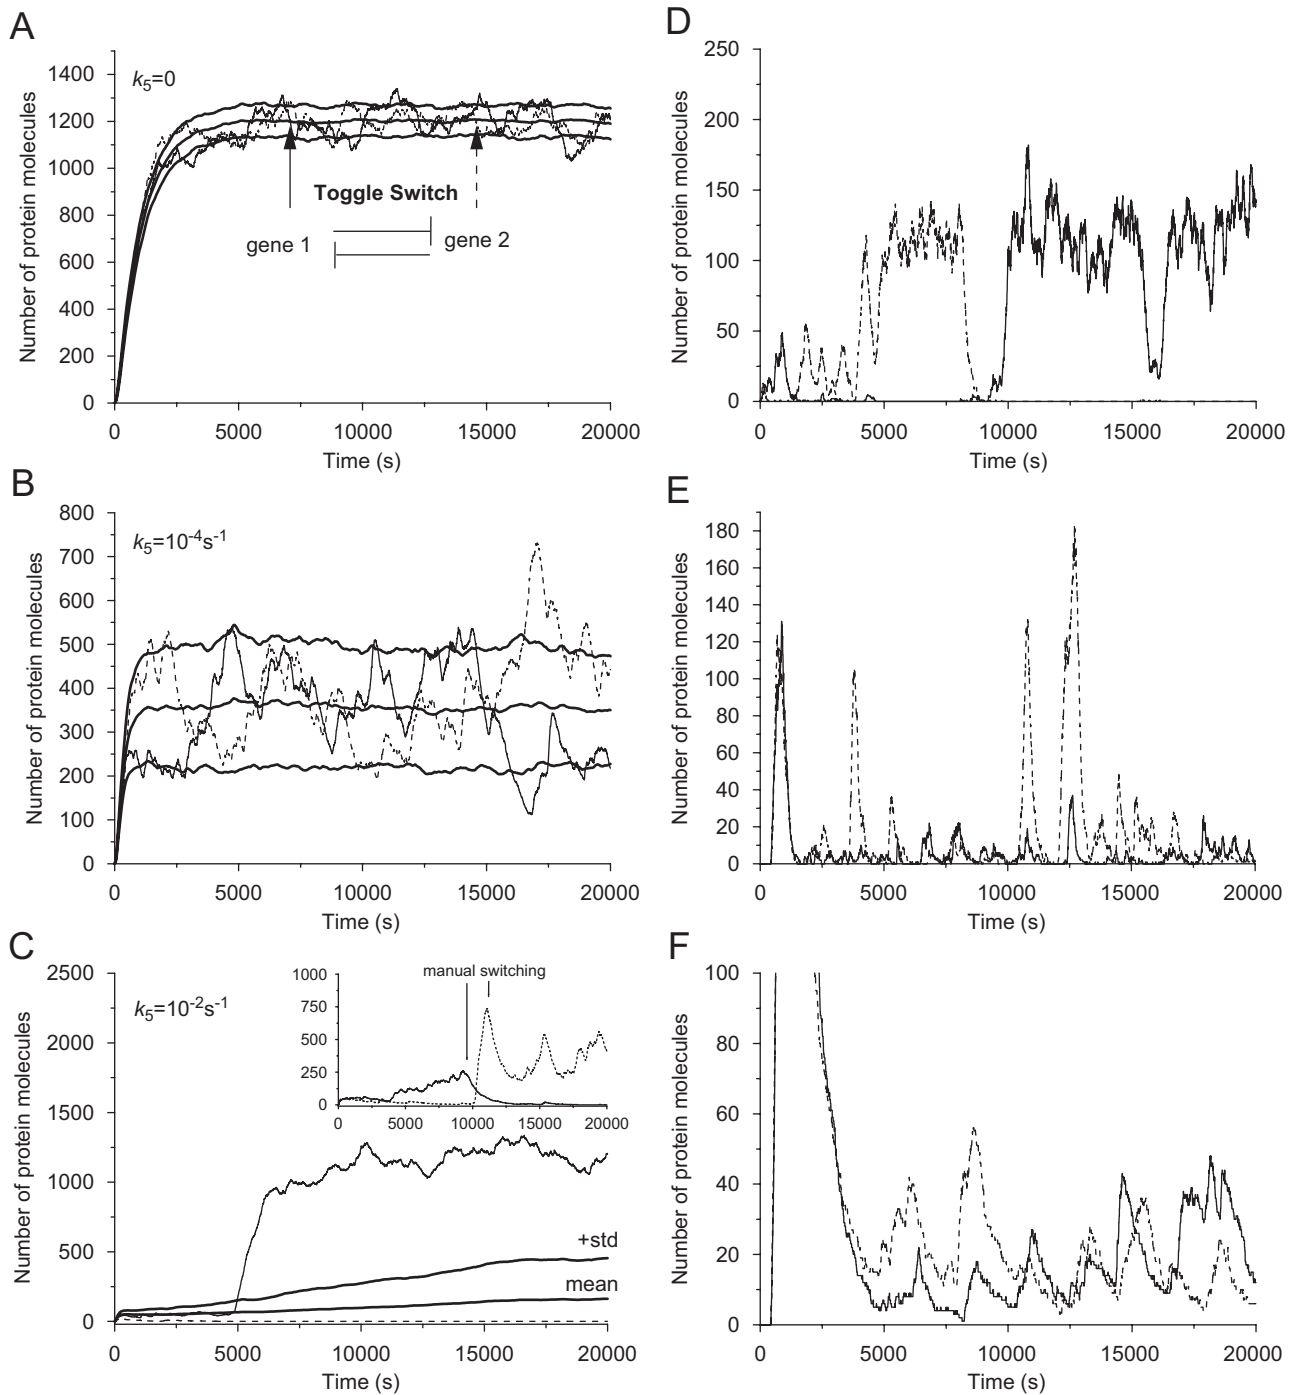 A
Number of protein molecules
1400
1200
1000
800
600
400
200
0
k5=0
Toggle Switch
gene 1
gene 2
0 5000 10000 15000 20000
Time (s)
D
Number of protein molecules
250
200
150
100
50
0
0 5000 10000 15000 20000
Time (s)
B
Number of protein molecules
800
700
600
500
400
300
200
100
0
k5=10-4s-1
0 5000 10000 15000 20000
Time (s)
E
Number of protein molecules
180
160
140
120
100
80
60
40
20
0
0 5000 10000 15000 20000
Time (s)
C
Number of protein molecules
2500
2000
1500
1000
500
0
k5=10-2s-1
manual switching
1000
750
500
250
0
0 5000 10000 15000 20000
+std
mean
0 5000 10000 15000 20000
Time (s)
F
Number of protein molecules
100
80
60
40
20
0
0 5000 10000 15000 20000
Time (s)